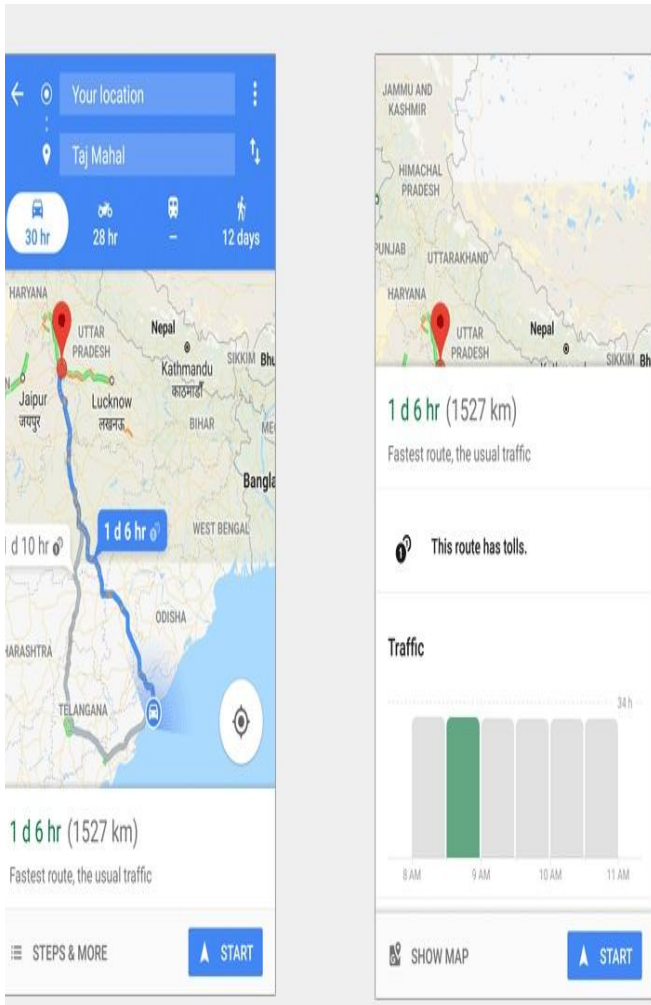 Your location
Taj Mahal
30 hr
28 hr
–
12 days
HARYANA
UTTAR
PRADESH
Nepal
Kathmandu
काठमाडौँ
SIKKIM Bhu
Jaipur
जयपुर
Lucknow
लखनऊ
BIHAR
ME
Bangla
d 10 hr
1 d 6 hr
WEST BENGAL
ODISHA
HARASHTRA
TELANGANA
1 d 6 hr (1527 km)
Fastest route, the usual traffic
STEPS & MORE
START
JAMMU AND
KASHMIR
HIMACHAL
PRADESH
PUNJAB
UTTARAKHAND
HARYANA
UTTAR
PRADESH
Nepal
SIKKIM Bh
1 d 6 hr (1527 km)
Fastest route, the usual traffic
This route has tolls.
Traffic
34 h
8 AM 9 AM 10 AM 11 AM
SHOW MAP
START